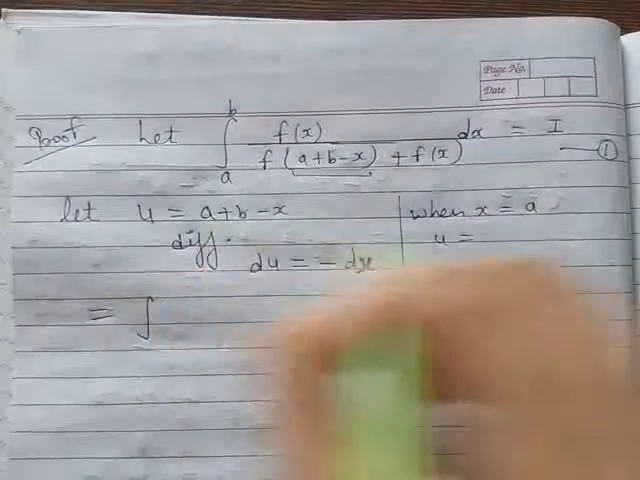 Page No.
Date
Proof Let ∫_a^b f(x) / (f(a+b-x) + f(x)) dx = I —①
let u = a+b-x
when x = a
diff.
u =
du = - dx
= ∫